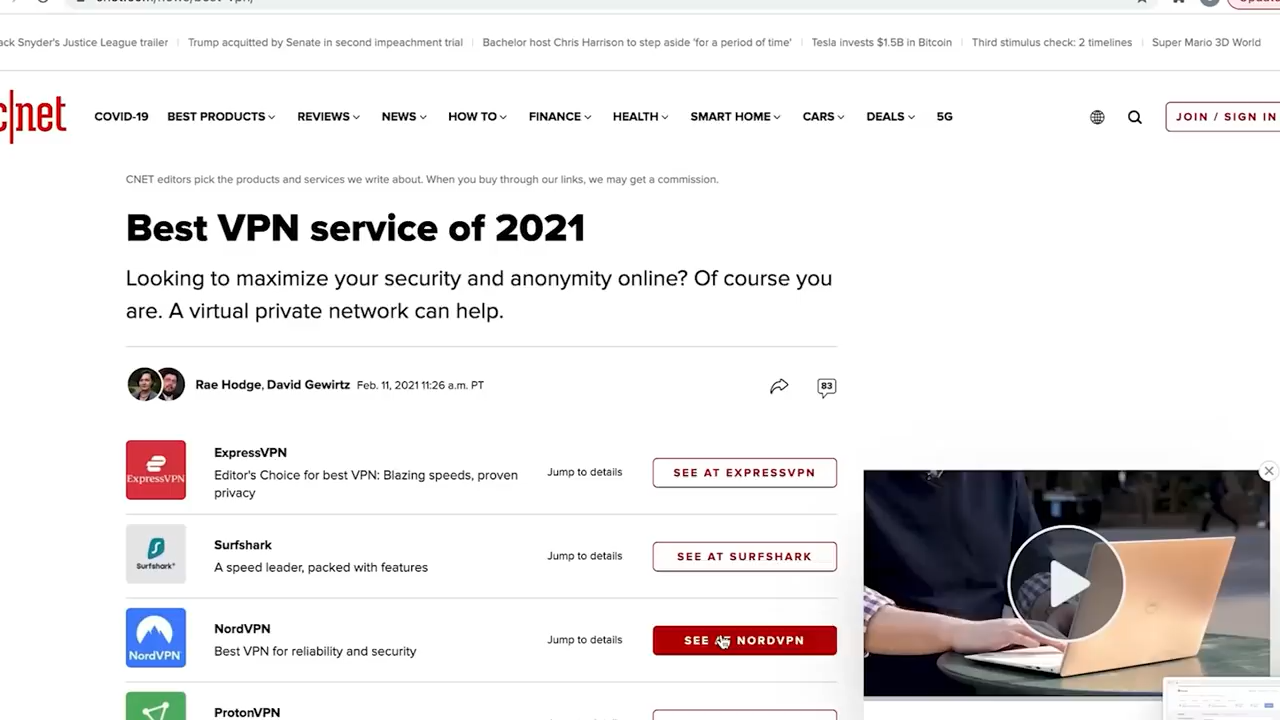 ack Snyder's Justice League trailer
Trump acquitted by Senate in second impeachment trial
Bachelor host Chris Harrison to step aside 'for a period of time'
Tesla invests $1.5B in Bitcoin
Third stimulus check: 2 timelines
Super Mario 3D World
c|net
COVID-19
BEST PRODUCTS
REVIEWS
NEWS
HOW TO
FINANCE
HEALTH
SMART HOME
CARS
DEALS
5G
JOIN / SIGN IN
CNET editors pick the products and services we write about. When you buy through our links, we may get a commission.
Best VPN service of 2021
Looking to maximize your security and anonymity online? Of course you
are. A virtual private network can help.
Rae Hodge, David Gewirtz Feb. 11, 2021 11:26 a.m. PT
83
ExpressVPN
ExpressVPN
Editor's Choice for best VPN: Blazing speeds, proven
privacy
Jump to details
SEE AT EXPRESSVPN
Surfshark
Surfshark
A speed leader, packed with features
Jump to details
SEE AT SURFSHARK
NordVPN
NordVPN
Best VPN for reliability and security
Jump to details
SEE AT NORDVPN
ProtonVPN